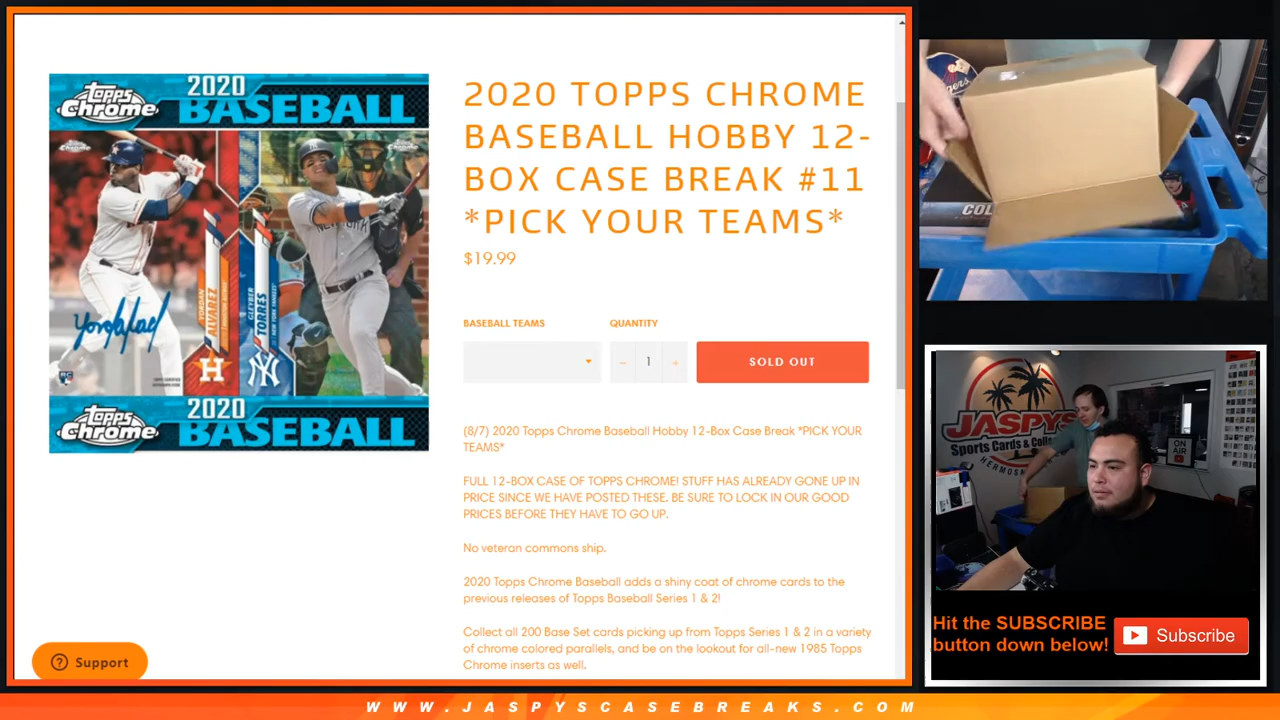 2020
Topps
Chrome
BASEBALL
YORDAN
ALVAREZ
GLEYBER
TORRES
RC
2020
Topps
Chrome
BASEBALL
2020 TOPPS CHROME
BASEBALL HOBBY 12-
BOX CASE BREAK #11
*PICK YOUR TEAMS*
$19.99
BASEBALL TEAMS
QUANTITY
− 1 +
SOLD OUT
(8/7) 2020 Topps Chrome Baseball Hobby 12-Box Case Break *PICK YOUR
TEAMS*
FULL 12-BOX CASE OF TOPPS CHROME! STUFF HAS ALREADY GONE UP IN
PRICE SINCE WE HAVE POSTED THESE. BE SURE TO LOCK IN OUR GOOD
PRICES BEFORE THEY HAVE TO GO UP.
No veteran commons ship.
2020 Topps Chrome Baseball adds a shiny coat of chrome cards to the
previous releases of Topps Baseball Series 1 & 2!
Collect all 200 Base Set cards picking up from Topps Series 1 & 2 in a variety
of chrome colored parallels, and be on the lookout for all-new 1985 Topps
Chrome inserts as well.
Support
JASPYS
Sports Cards & Colle
HERMOS
ON
AIR
Hit the SUBSCRIBE
button down below!
Subscribe
WWW.JASPYSCASEBREAKS.COM